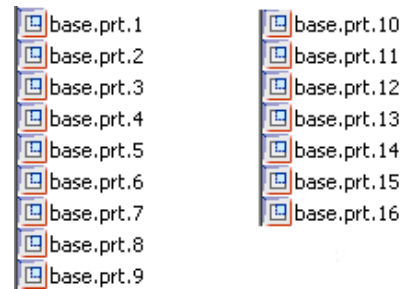 base.prt.1
base.prt.2
base.prt.3
base.prt.4
base.prt.5
base.prt.6
base.prt.7
base.prt.8
base.prt.9
base.prt.10
base.prt.11
base.prt.12
base.prt.13
base.prt.14
base.prt.15
base.prt.16